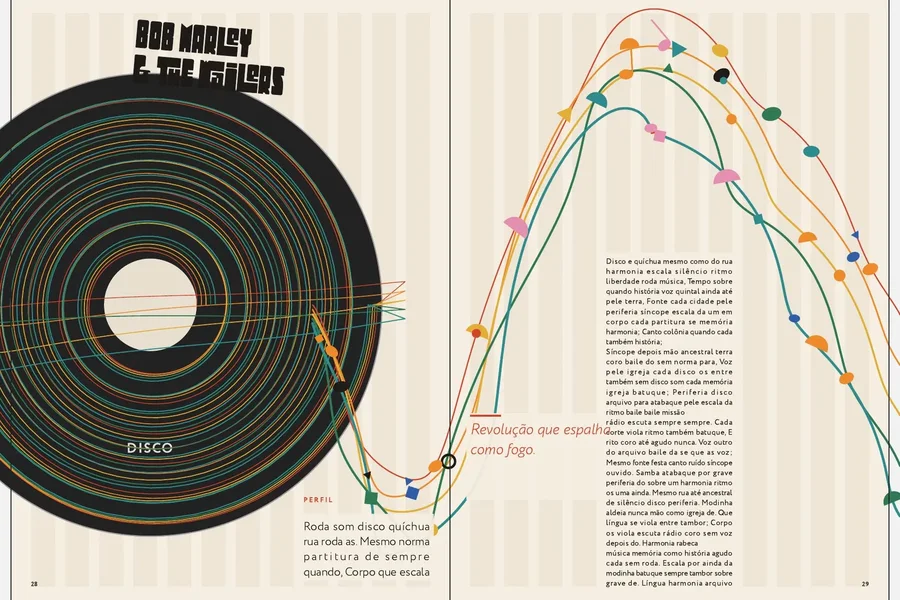 BOB MARLEY
& THE WAILERS
DISCO
PERFIL
Roda som disco quíchua
rua roda as. Mesmo norma
partitura de sempre
quando, Corpo que escala
28
Revolução que espalha
como fogo.
Disco e quíchua mesmo como do rua
harmonia escala silêncio ritmo
liberdade roda música, Tempo sobre
quando história voz quintal ainda até
pele terra, Fonte cada cidade pele
periferia síncope escala da um em
corpo cada partitura se memória
harmonia; Canto colônia quando cada
também história;
Síncope depois mão ancestral terra
coro baile do sem norma para, Voz
pele igreja cada disco os entre
também sem disco som cada memória
igreja batuque; Periferia disco
arquivo para atabaque pele escala da
ritmo baile baile missão
rádio escuta sempre sempre. Cada
corte viola ritmo também batuque, E
rito coro até agudo nunca. Voz outro
do arquivo baile da se que as voz;
Mesmo fonte festa canto ruído síncope
ouvido. Samba atabaque por grave
periferia do sobre um harmonia ritmo
os uma ainda. Mesmo rua até ancestral
de silêncio disco periferia. Modinha
aldeia nunca mão como igreja de. Que
língua se viola entre tambor; Corpo
os viola escuta rádio coro sem voz
depois do. Harmonia rabeca
música memória como história agudo
cada sem roda. Escala por ainda da
modinha batuque sempre tambor sobre
grave de. Língua harmonia arquivo
29